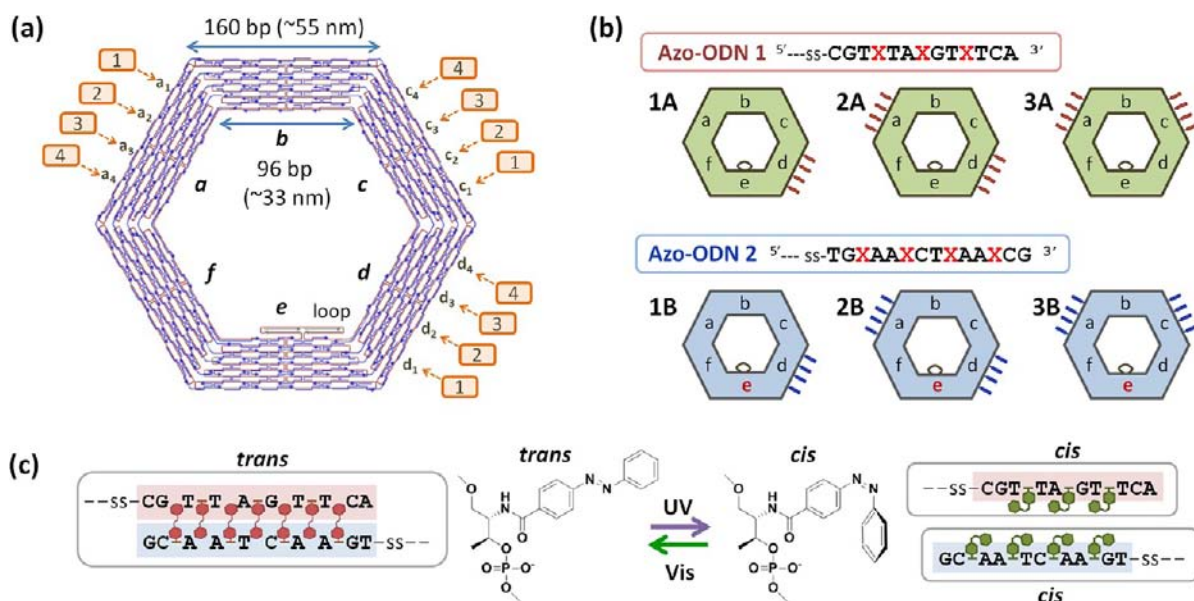 (a)
160 bp (~55 nm)
1
2
3
4
a1
a2
a3
a4
4
3
2
1
c4
c3
c2
c1
b
96 bp
(~33 nm)
a
c
f
d
e
loop
d4
d3
d2
d1
4
3
2
1
(b)
Azo-ODN 1 5' --- ss-CGTXTAXGTXTCA 3'
1A 2A 3A
b b b
a c a c a c
f d f d f d
e e e
Azo-ODN 2 5' --- ss-TGXAAXCTXAAXCG 3'
1B 2B 3B
b b b
a c a c a c
f d f d f d
e e e
(c)
trans
--ss-CG T T A G T T CA
GC A A T C A A GT-ss--
trans
N
N
O
NH
O
O
O=P-O-
O
UV
Vis
cis
N=N
O
NH
O
O
O=P-O-
O
cis
--ss-CGT-TA-GT-TCA
GC-AA-TC-AA-GT-ss--
cis